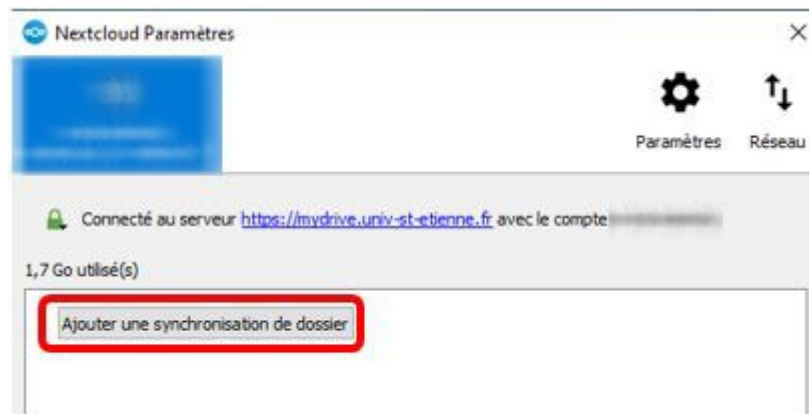 Nextcloud Paramètres
Paramètres
Réseau
Connecté au serveur https://mydrive.univ-st-etienne.fr avec le compte
1,7 Go utilisé(s)
Ajouter une synchronisation de dossier